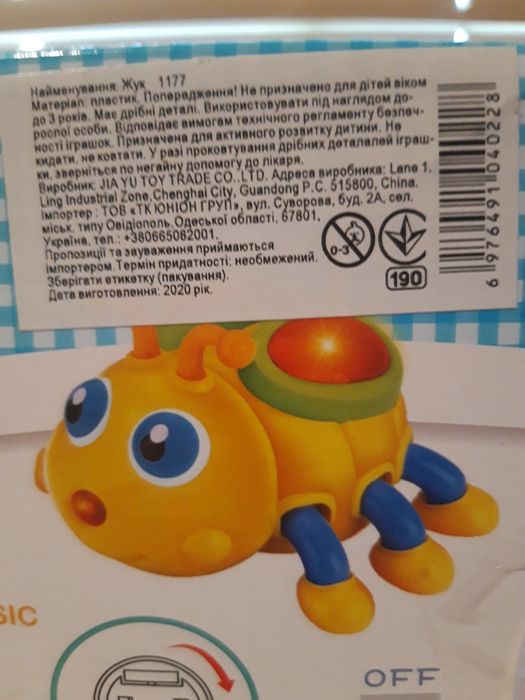 Найменування: Жук 1177
Матеріал: пластик. Попередження! Не призначено для дітей віком
до 3 років. Має дрібні деталі. Використовувати під наглядом до-
рослої особи. Відповідає вимогам технічного регламенту безпеч-
ності іграшок. Призначена для активного розвитку дитини. Не
кидати, не ковтати. У разі проковтування дрібних деталалей іграш-
ки, зверніться по негайну допомогу до лікаря.
Виробник: JIA YU TOY TRADE CO.,LTD. Адреса виробника: Lane 1,
Ling Industrial Zone,Chenghai City, Guandong P.C. 515800, China.
Імпортер : ТОВ «ТК ЮНІОН ГРУП», вул. Суворова, буд. 2А, сел.
міськ. типу Овідіополь,Одеської області, 67801,
Україна, тел.: +380665082001.
Пропозиції та зауваження приймаються
імпортером.Термін придатності: необмежений.
Зберігати етикетку (пакування).
Дата виготовлення: 2020 рік.
0-3
190
6 976491 040228
SIC
OFF